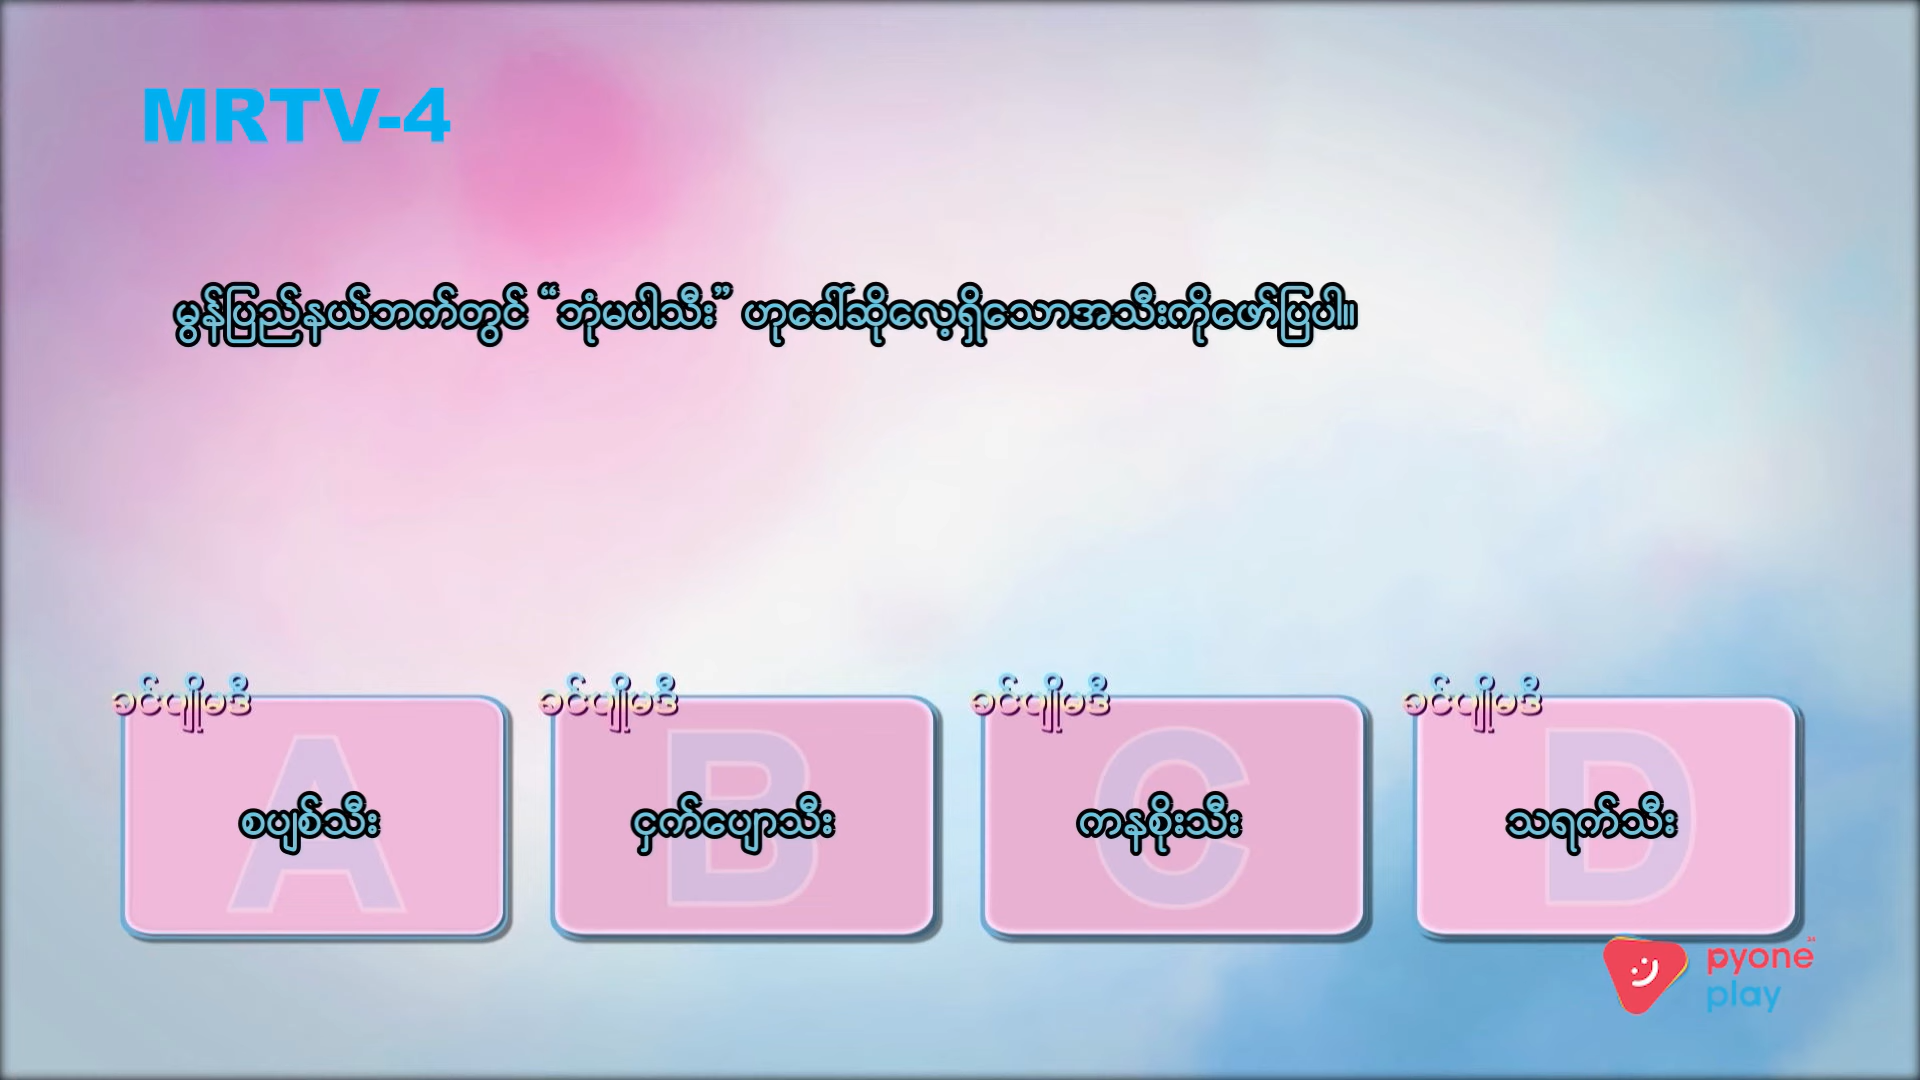 MRTV-4
မွန်ပြည်နယ်ဘက်တွင် “ဘုံမပါသီး” ဟုခေါ်ဆိုလေ့ရှိသောအသီးကိုဖော်ပြပါ။
ခင်ပျိုမဒီ ခင်ပျိုမဒီ ခင်ပျိုမဒီ ခင်ပျိုမဒီ
A B C D
စပျစ်သီး ငှက်ပျောသီး ကနစိုးသီး သရက်သီး
pyone
play